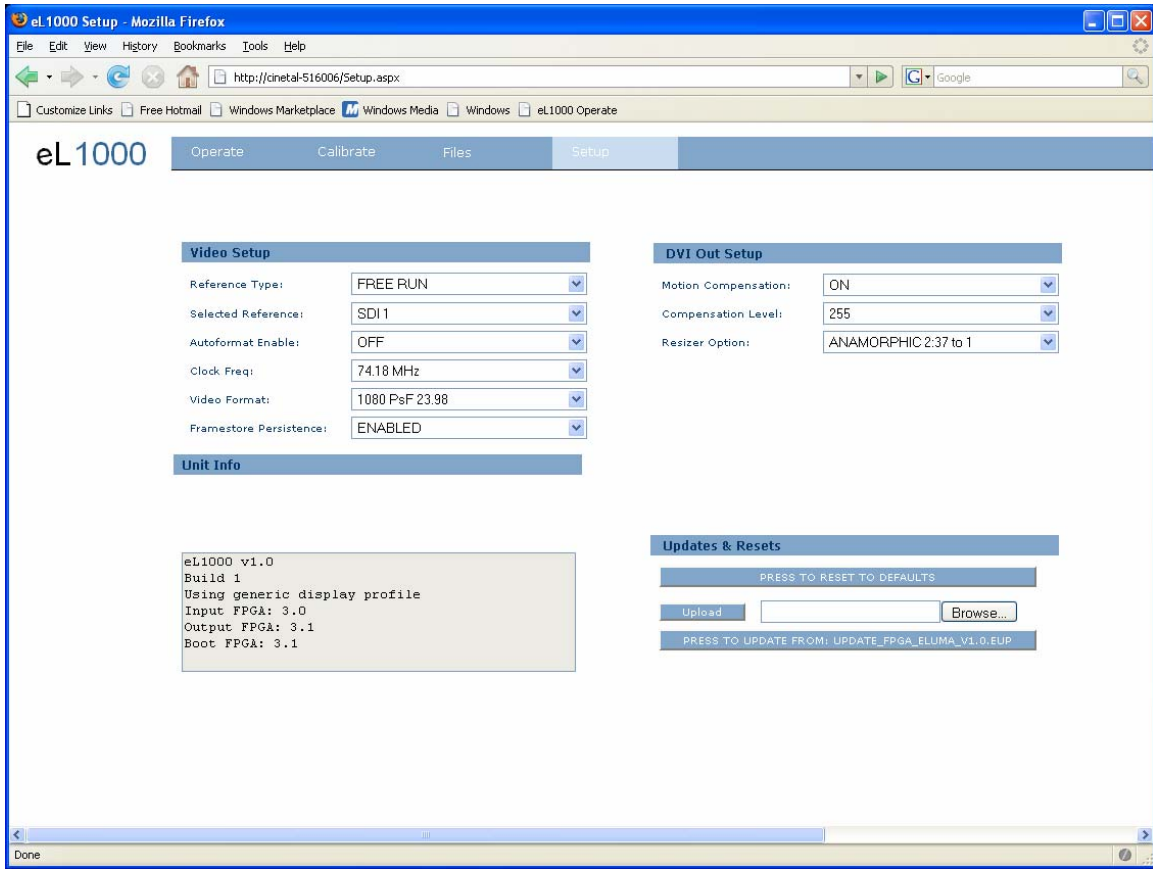 eL1000 Setup - Mozilla Firefox
File Edit View History Bookmarks Tools Help
http://cinetal-516006/Setup.aspx
G Google
Customize Links Free Hotmail Windows Marketplace Windows Media Windows eL1000 Operate
eL1000
Operate Calibrate Files Setup
Video Setup
Reference Type: FREE RUN
Selected Reference: SDI 1
Autoformat Enable: OFF
Clock Freq: 74.18 MHz
Video Format: 1080 PsF 23.98
Framestore Persistence: ENABLED
DVI Out Setup
Motion Compensation: ON
Compensation Level: 255
Resizer Option: ANAMORPHIC 2:37 to 1
Unit Info
eL1000 v1.0
Build 1
Using generic display profile
Input FPGA: 3.0
Output FPGA: 3.1
Boot FPGA: 3.1
Updates & Resets
PRESS TO RESET TO DEFAULTS
Upload Browse...
PRESS TO UPDATE FROM: UPDATE_FPGA_ELUMA_V1.0.EUP
Done